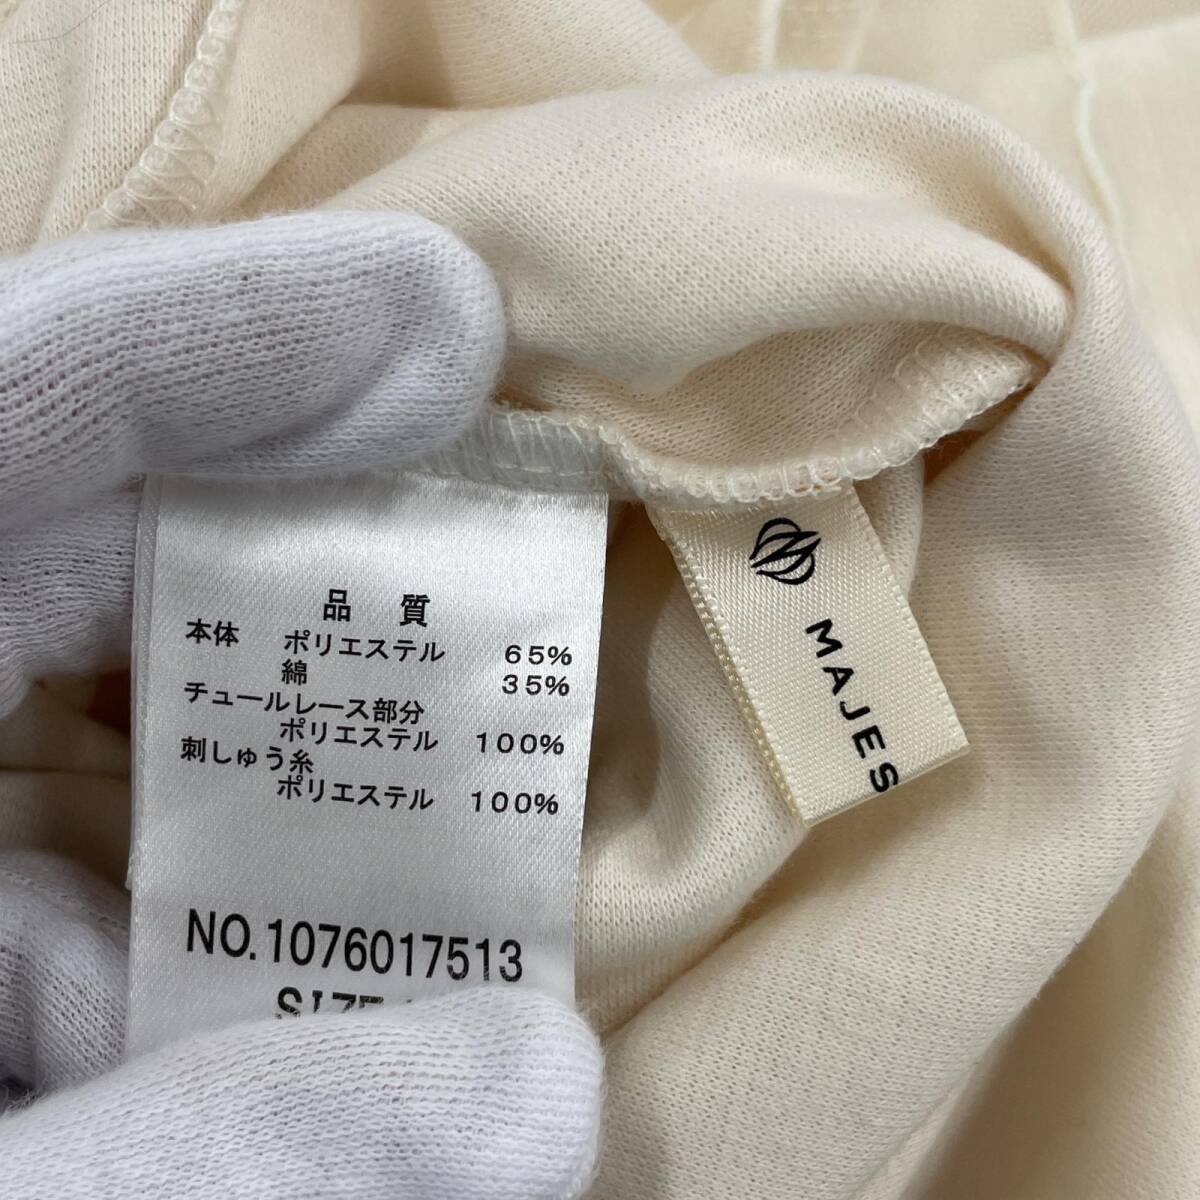 品 質
本体 ポリエステル 65%
綿 35%
チュールレース部分
ポリエステル 100%
刺しゅう糸
ポリエステル 100%
NO.1076017513
SIZE
MAJES